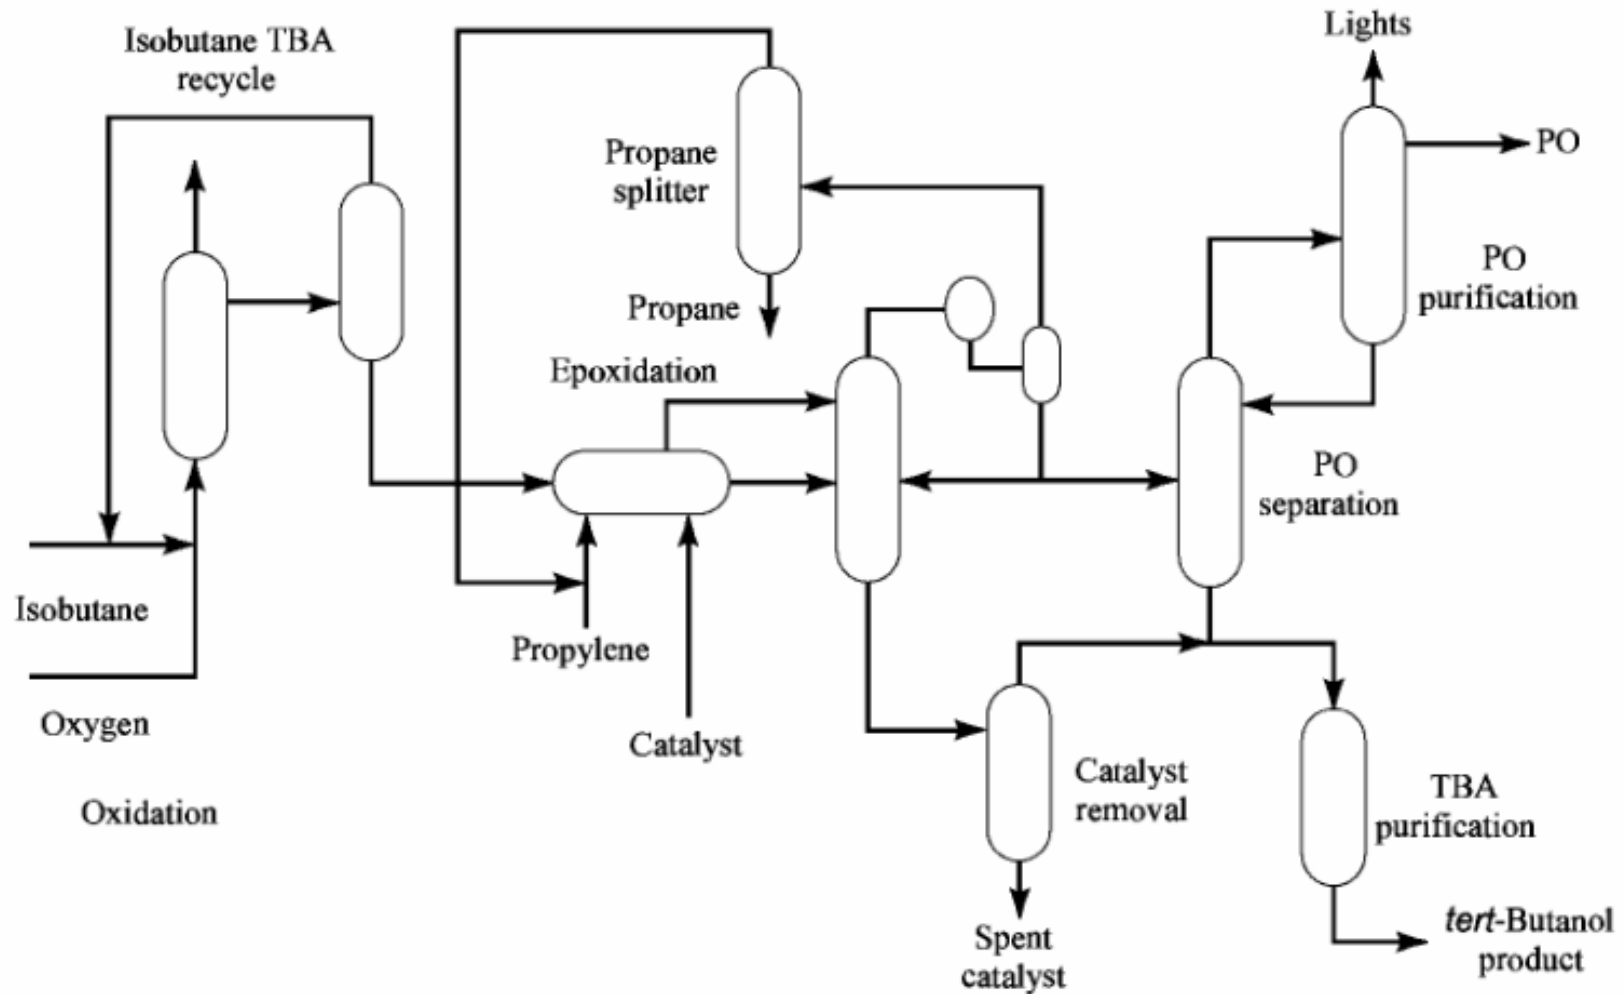 Isobutane TBA
recycle
Lights
PO
Propane
splitter
PO
purification
Propane
Epoxidation
PO
separation
Isobutane
Propylene
Oxygen
Catalyst
Oxidation
Catalyst
removal
TBA
purification
Spent
catalyst
tert-Butanol
product